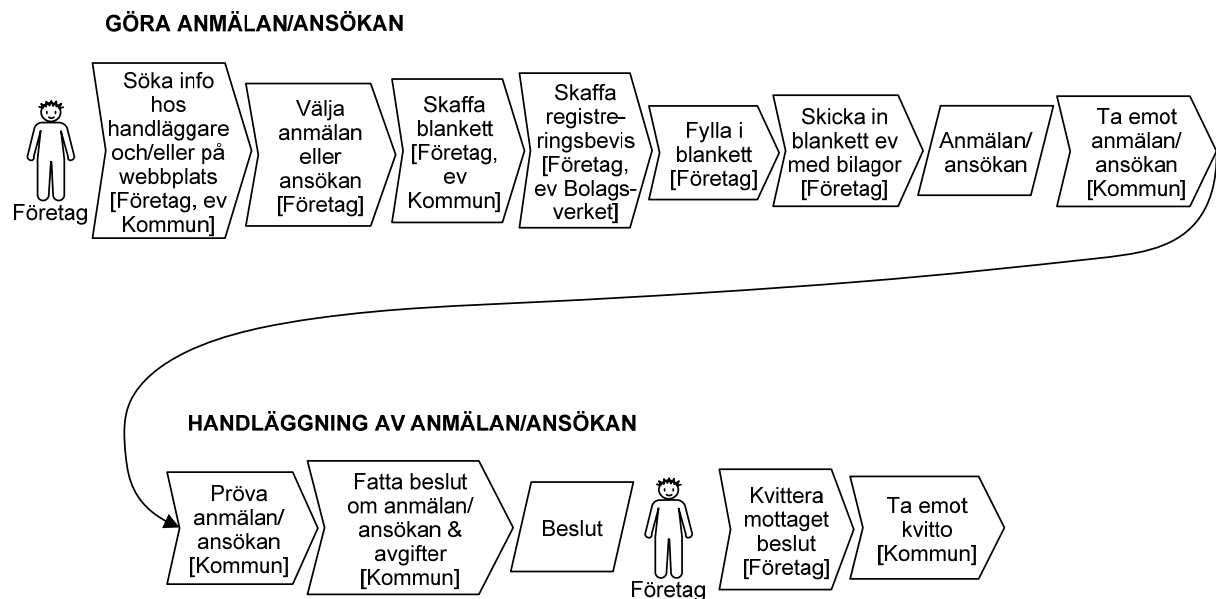 GÖRA ANMÄLAN/ANSÖKAN
Företag
Söka info
hos
handläggare
och/eller på
webbplats
[Företag, ev
Kommun]
Välja
anmälan
eller
ansökan
[Företag]
Skaffa
blankett
[Företag,
ev
Kommun]
Skaffa
registre-
ringsbevis
[Företag,
ev Bolags-
verket]
Fylla i
blankett
[Företag]
Skicka in
blankett ev
med bilagor
[Företag]
Anmälan/
ansökan
Ta emot
anmälan/
ansökan
[Kommun]
HANDLÄGGNING AV ANMÄLAN/ANSÖKAN
Pröva
anmälan/
ansökan
[Kommun]
Fatta beslut
om anmälan/
ansökan &
avgifter
[Kommun]
Beslut
Företag
Kvittera
mottaget
beslut
[Företag]
Ta emot
kvitto
[Kommun]